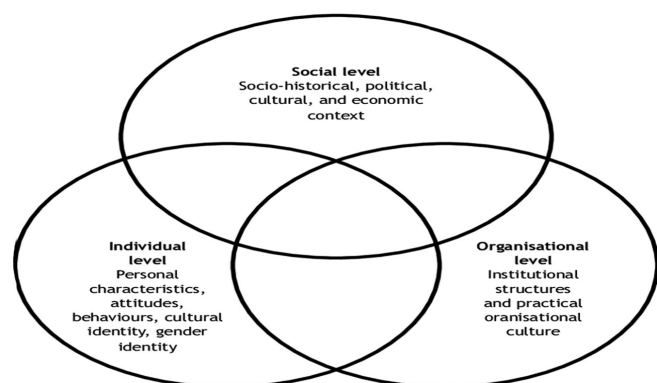 Social level
Socio-historical, political,
cultural, and economic
context
Individual
level
Personal
characteristics,
attitudes,
behaviours, cultural
identity, gender
identity
Organisational
level
Institutional
structures
and practical
oranisational
culture